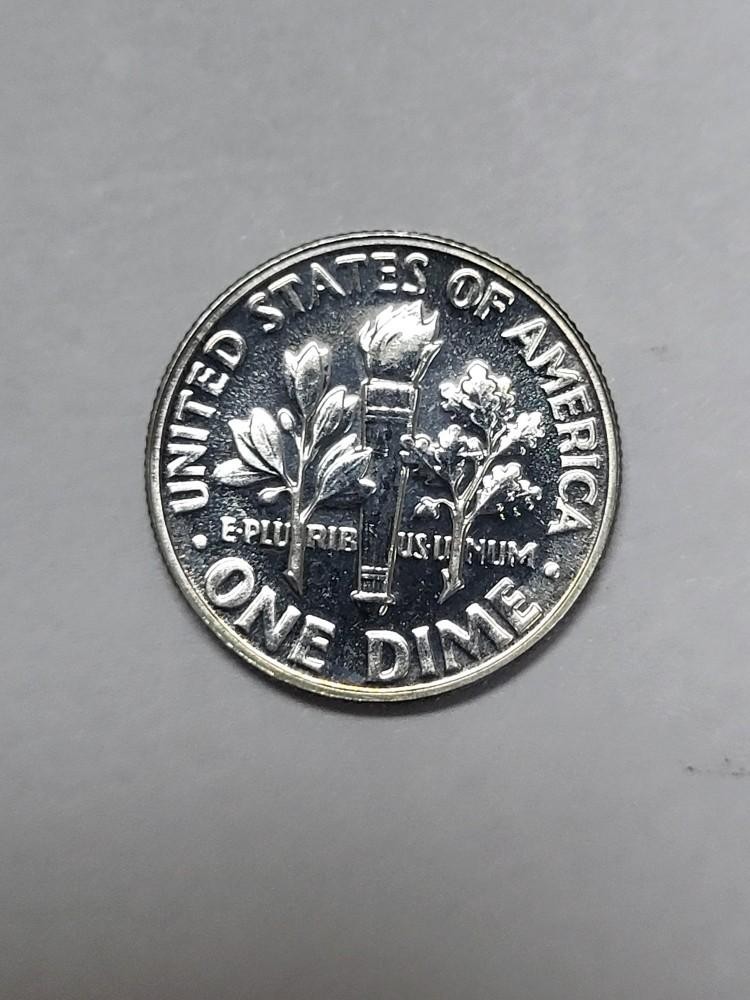 UNITED STATES OF AMERICA
E·PLURIBUS·UNUM
· ONE DIME ·